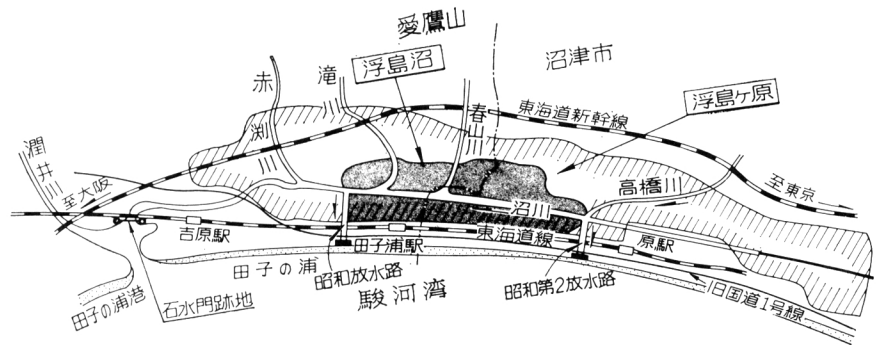 愛鷹山
沼津市
浮島沼
浮島ヶ原
赤渕川
滝川
春山川
東海道新幹線
潤井川
至大阪
高橋川
至東京
沼川
吉原駅
田子浦駅
東海道線
原駅
田子の浦
昭和放水路
昭和第2放水路
旧国道1号線
田子の浦港
石水門跡地
駿河湾